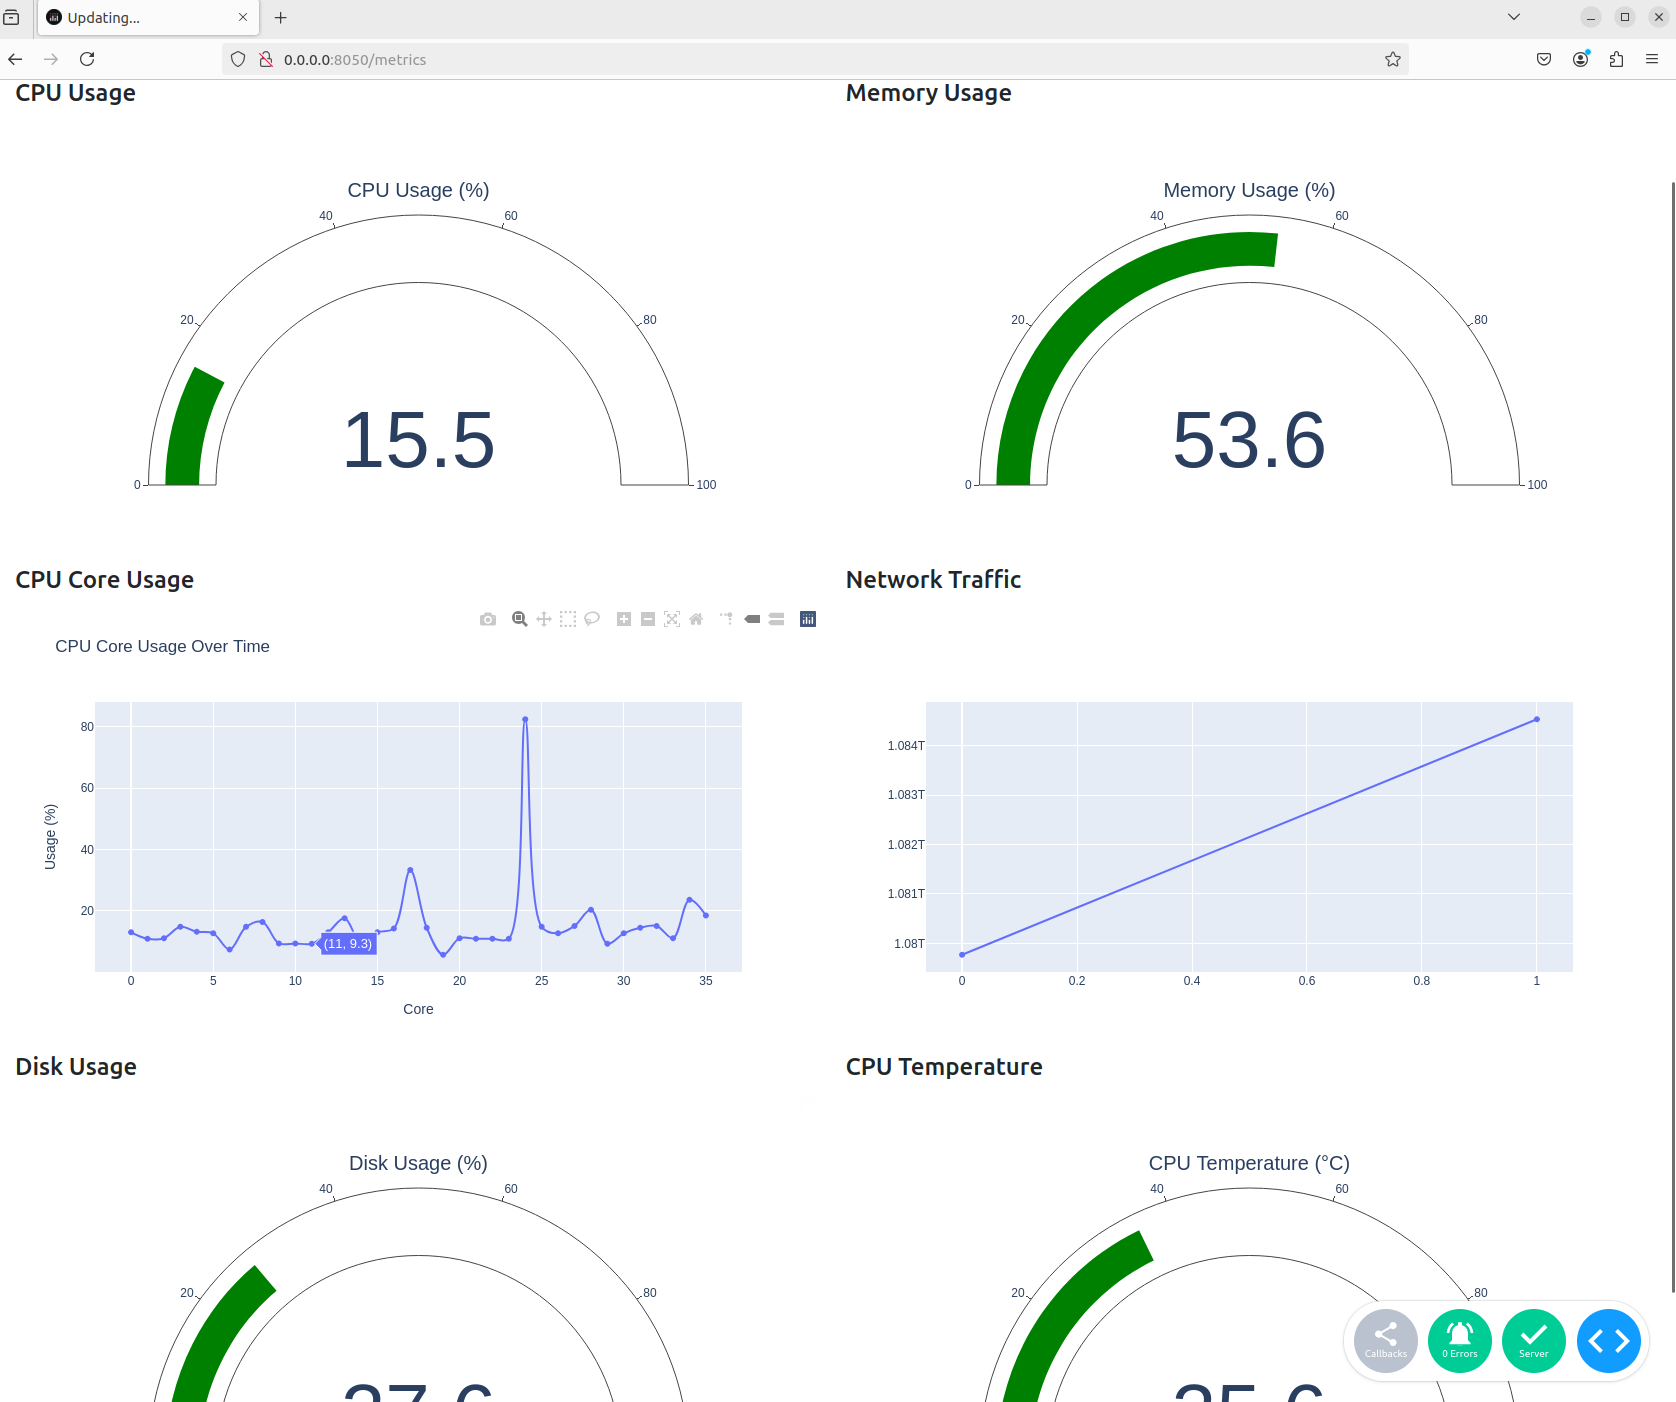 Updating...
0.0.0.0:8050/metrics
CPU Usage
Memory Usage
CPU Usage (%)
0
20
40
60
80
100
15.5
Memory Usage (%)
0
20
40
60
80
100
53.6
CPU Core Usage
Network Traffic
CPU Core Usage Over Time
Usage (%)
80
60
40
20
(11, 9.3)
0
5
10
15
20
25
30
35
Core
1.084T
1.083T
1.082T
1.081T
1.08T
0
0.2
0.4
0.6
0.8
1
Disk Usage
CPU Temperature
Disk Usage (%)
20
40
60
80
CPU Temperature (°C)
20
40
60
80
Callbacks
0 Errors
Server